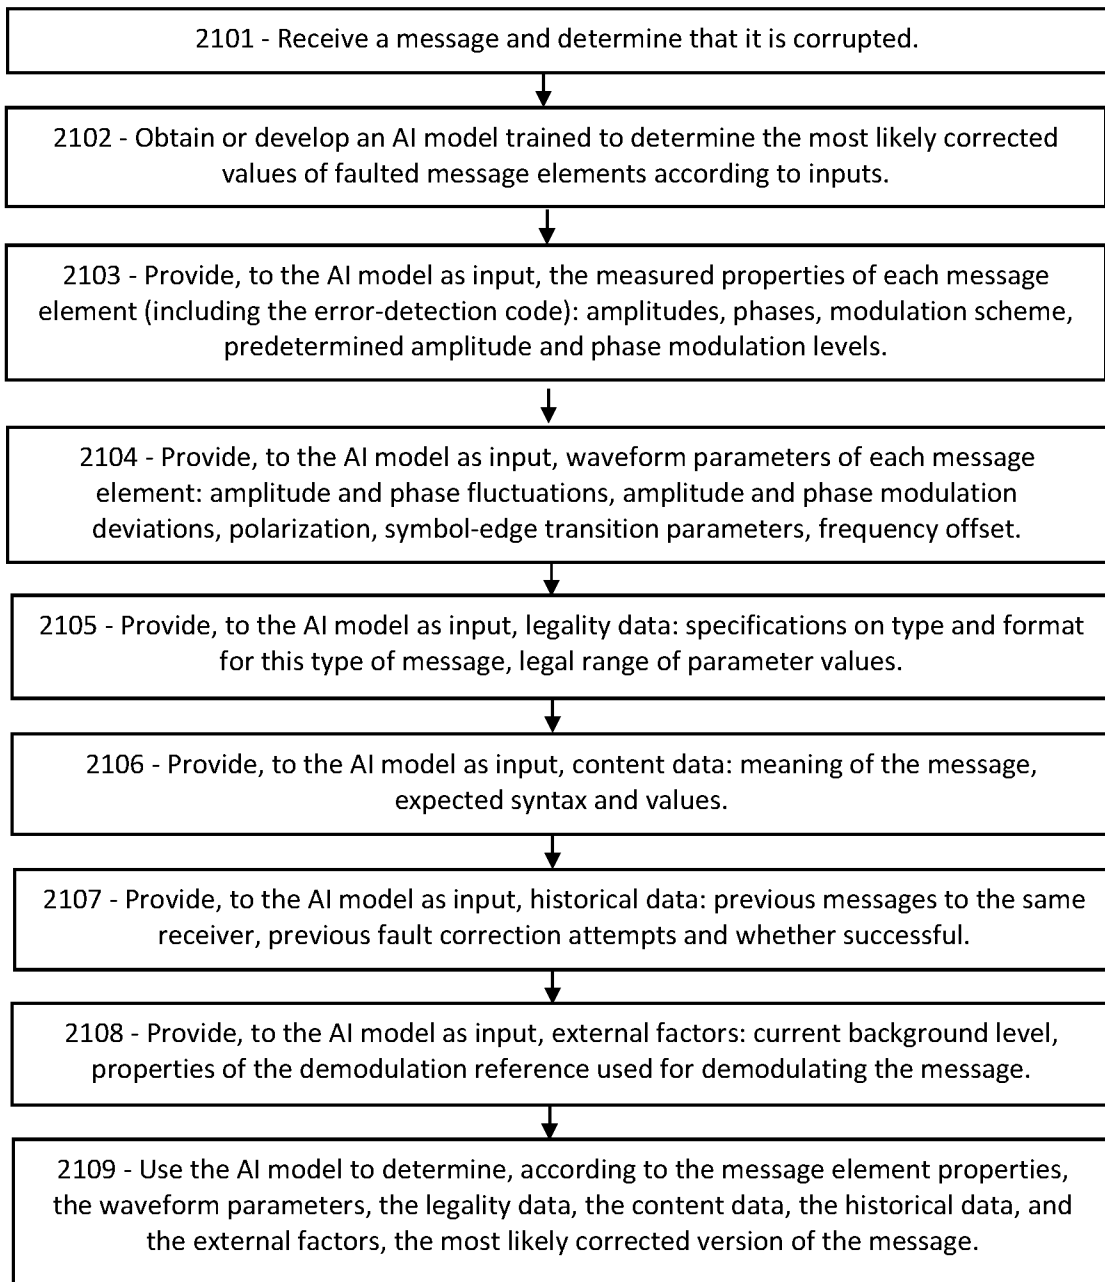 2101 - Receive a message and determine that it is corrupted.
2102 - Obtain or develop an AI model trained to determine the most likely corrected
values of faulted message elements according to inputs.
2103 - Provide, to the AI model as input, the measured properties of each message
element (including the error-detection code): amplitudes, phases, modulation scheme,
predetermined amplitude and phase modulation levels.
2104 - Provide, to the AI model as input, waveform parameters of each message
element: amplitude and phase fluctuations, amplitude and phase modulation
deviations, polarization, symbol-edge transition parameters, frequency offset.
2105 - Provide, to the AI model as input, legality data: specifications on type and format
for this type of message, legal range of parameter values.
2106 - Provide, to the AI model as input, content data: meaning of the message,
expected syntax and values.
2107 - Provide, to the AI model as input, historical data: previous messages to the same
receiver, previous fault correction attempts and whether successful.
2108 - Provide, to the AI model as input, external factors: current background level,
properties of the demodulation reference used for demodulating the message.
2109 - Use the AI model to determine, according to the message element properties,
the waveform parameters, the legality data, the content data, the historical data, and
the external factors, the most likely corrected version of the message.